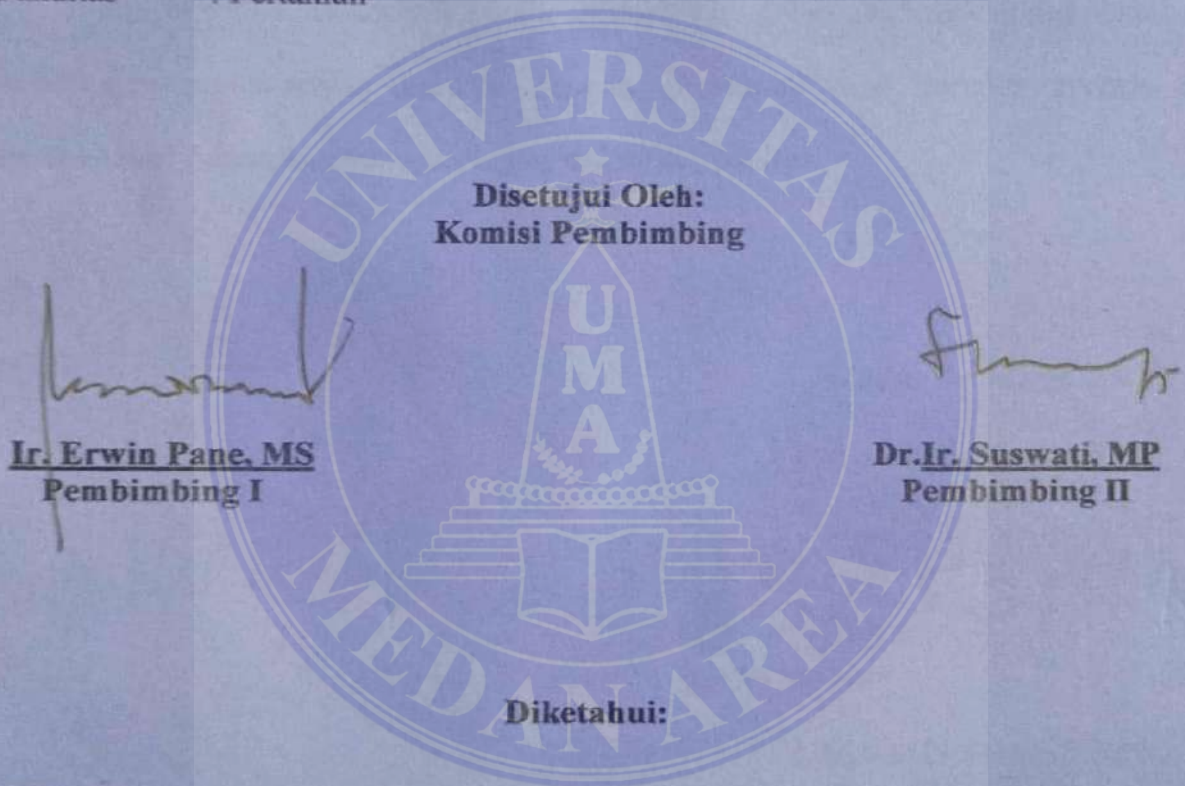 : Pertanian
UNIVERSITAS
Disetujui Oleh:
Komisi Pembimbing
U
M
A
Ir. Erwin Pane, MS
Pembimbing I
Dr.Ir. Suswati, MP
Pembimbing II
MEDAN AREA
Diketahui: